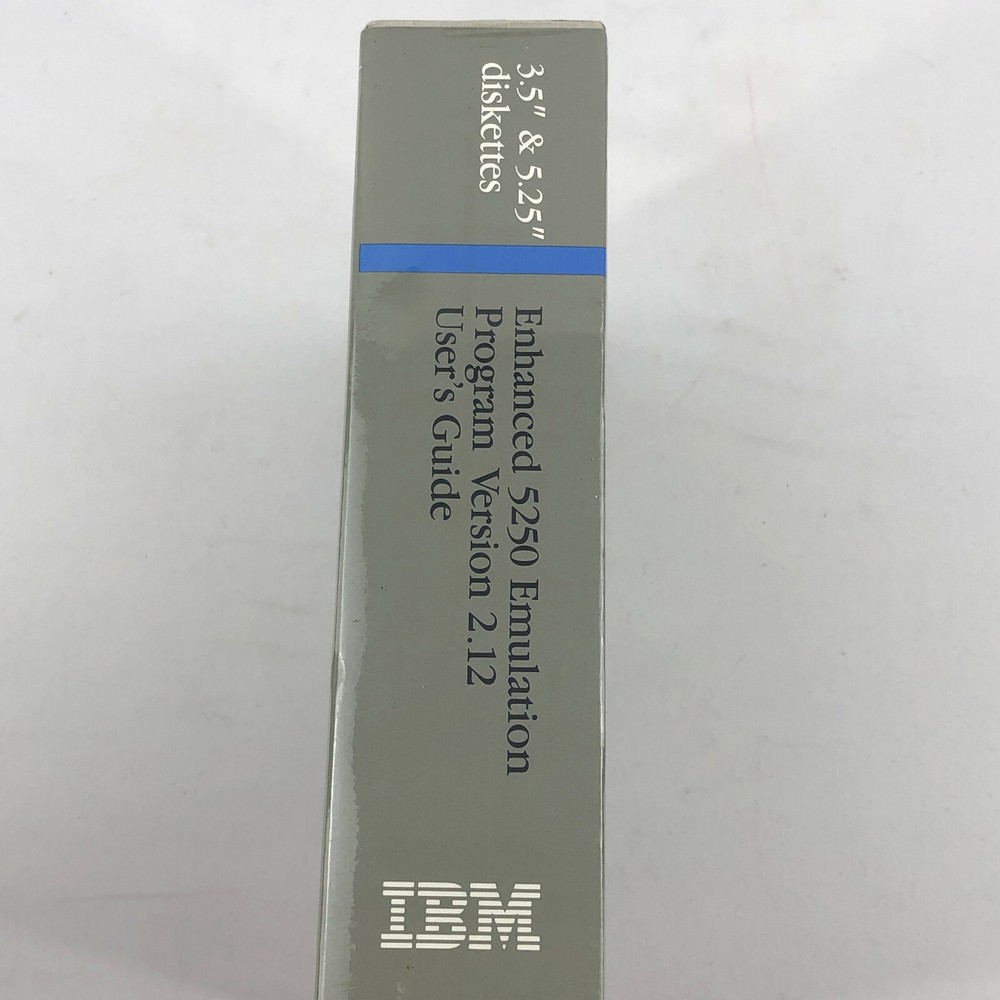 3.5" & 5.25"
diskettes
Enhanced 5250 Emulation
Program Version 2.12
User's Guide
IBM